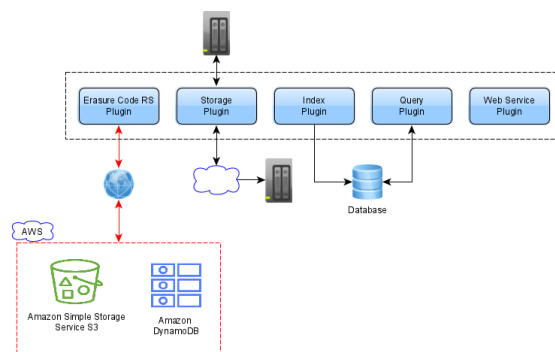 Erasure Code RS
Plugin
Storage
Plugin
Index
Plugin
Query
Plugin
Web Service
Plugin
Database
AWS
Amazon Simple Storage
Service S3
Amazon
DynamoDB